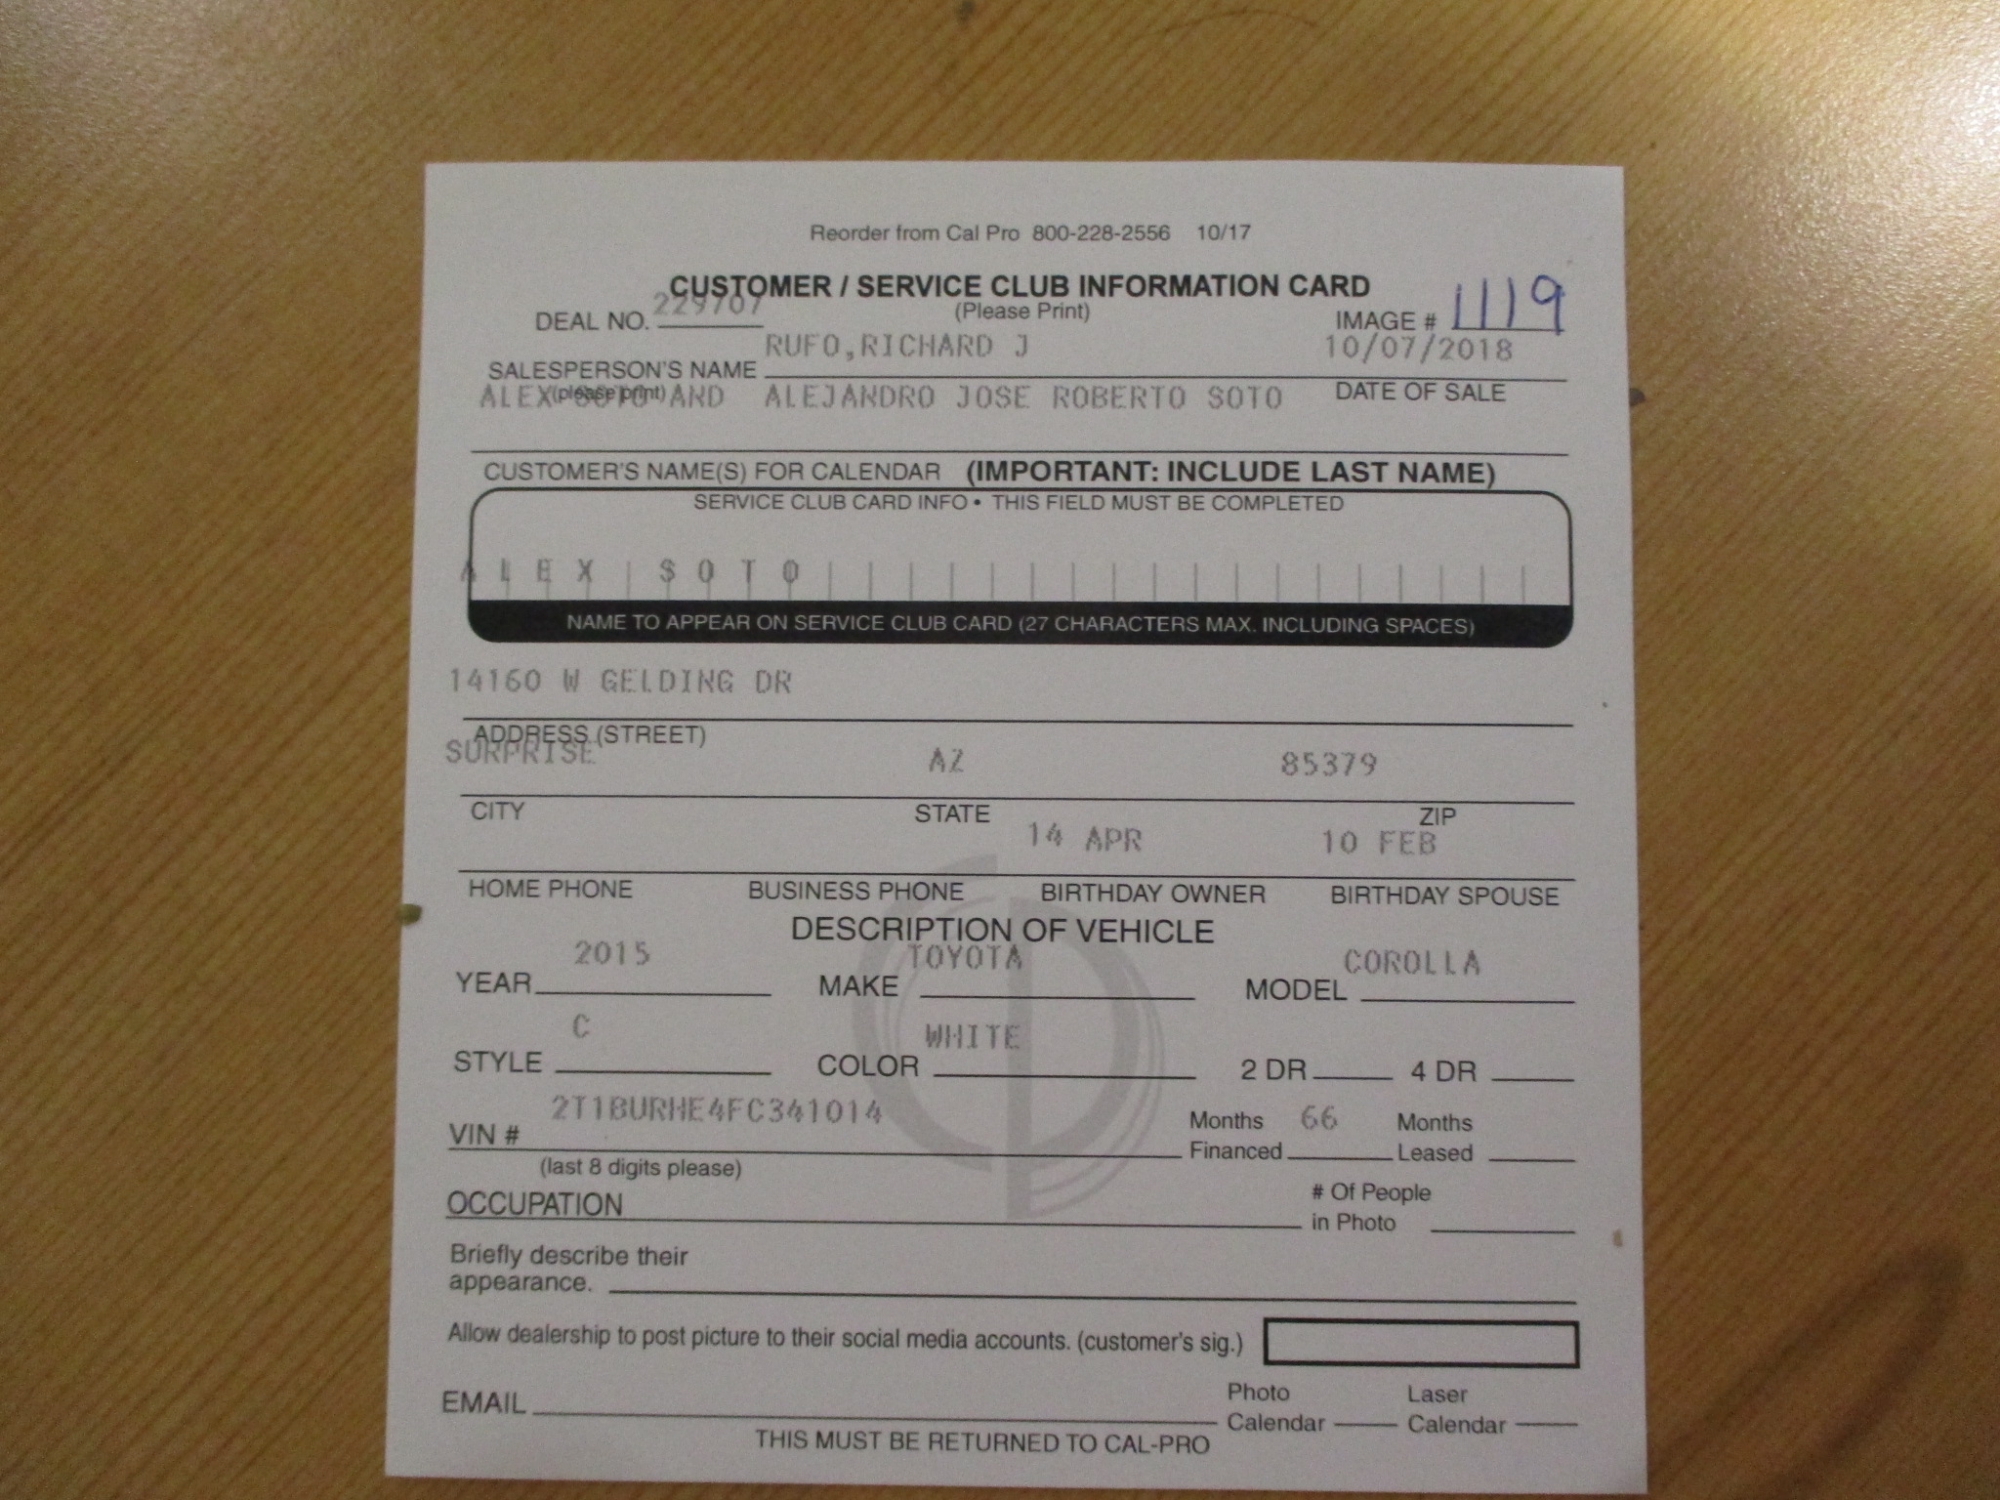 Reorder from Cal Pro 800-228-2556 10/17
CUSTOMER / SERVICE CLUB INFORMATION CARD
DEAL NO. 229707 (Please Print) IMAGE # 1119
RUFO,RICHARD J 10/07/2018
SALESPERSON'S NAME
(please print) DATE OF SALE
ALEX SOTO AND ALEJANDRO JOSE ROBERTO SOTO
CUSTOMER'S NAME(S) FOR CALENDAR (IMPORTANT: INCLUDE LAST NAME)
SERVICE CLUB CARD INFO • THIS FIELD MUST BE COMPLETED
ALEX SOTO
NAME TO APPEAR ON SERVICE CLUB CARD (27 CHARACTERS MAX. INCLUDING SPACES)
14160 W GELDING DR
ADDRESS (STREET)
SURPRISE AZ 85379
CITY STATE ZIP
14 APR 10 FEB
HOME PHONE BUSINESS PHONE BIRTHDAY OWNER BIRTHDAY SPOUSE
DESCRIPTION OF VEHICLE
YEAR 2015 MAKE TOYOTA MODEL COROLLA
STYLE C COLOR WHITE 2 DR 4 DR
VIN # 2T1BURHE4FC341014 Months Financed 66 Months Leased
(last 8 digits please)
OCCUPATION # Of People in Photo
Briefly describe their
appearance.
Allow dealership to post picture to their social media accounts. (customer's sig.)
EMAIL Photo Calendar Laser Calendar
THIS MUST BE RETURNED TO CAL-PRO